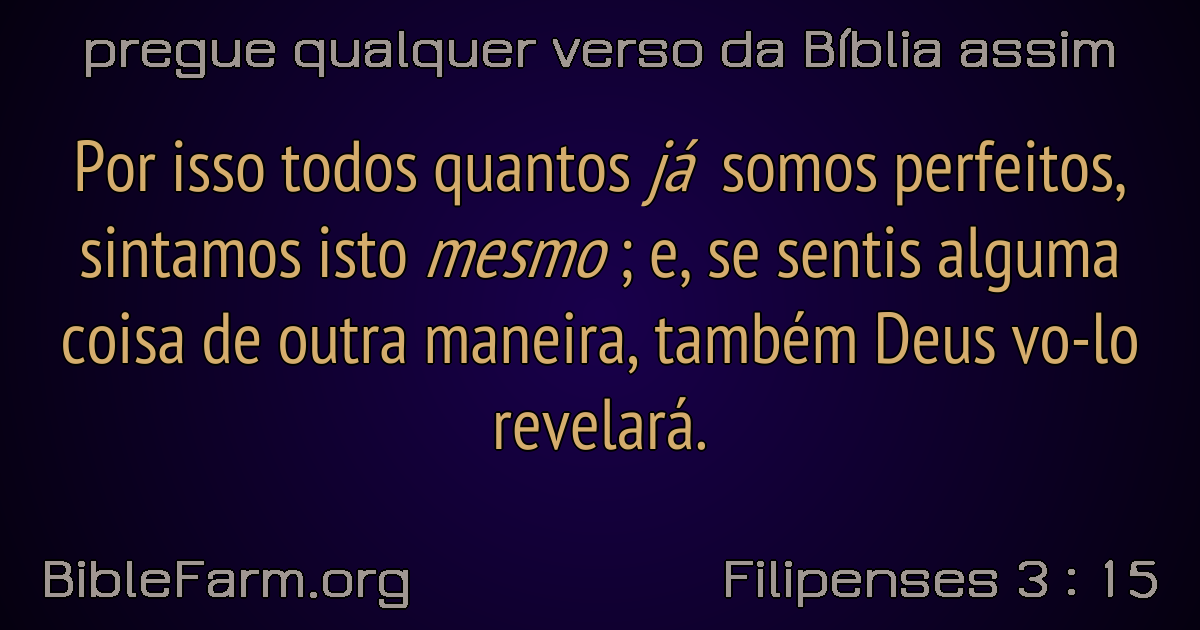 pregue qualquer verso da Bíblia assim
Por isso todos quantos já somos perfeitos,
sintamos isto mesmo ; e, se sentis alguma
coisa de outra maneira, também Deus vo-lo
revelará.
BibleFarm.org
Filipenses 3 : 15